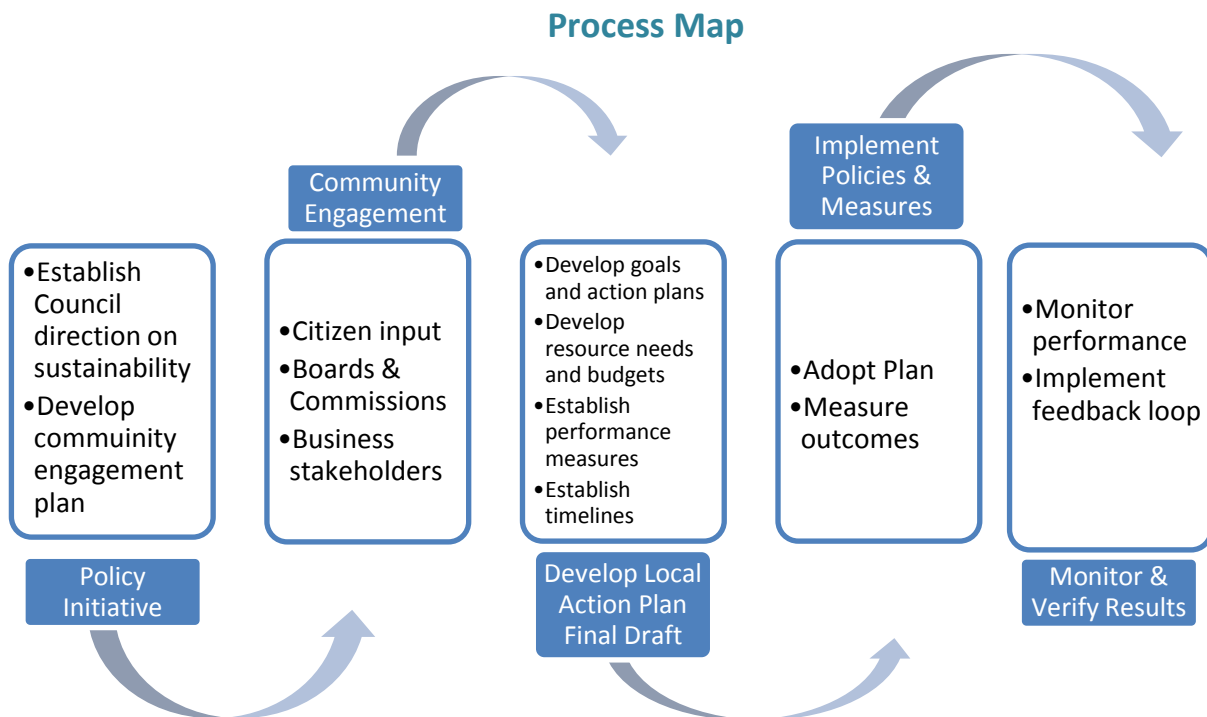 Process Map
•Establish
Council
direction on
sustainability
•Develop
commuinity
engagement
plan
Policy
Initiative
Community
Engagement
•Citizen input
•Boards &
Commissions
•Business
stakeholders
•Develop goals
and action plans
•Develop
resource needs
and budgets
•Establish
performance
measures
•Establish
timelines
Develop Local
Action Plan
Final Draft
Implement
Policies &
Measures
•Adopt Plan
•Measure
outcomes
•Monitor
performance
•Implement
feedback loop
Monitor &
Verify Results